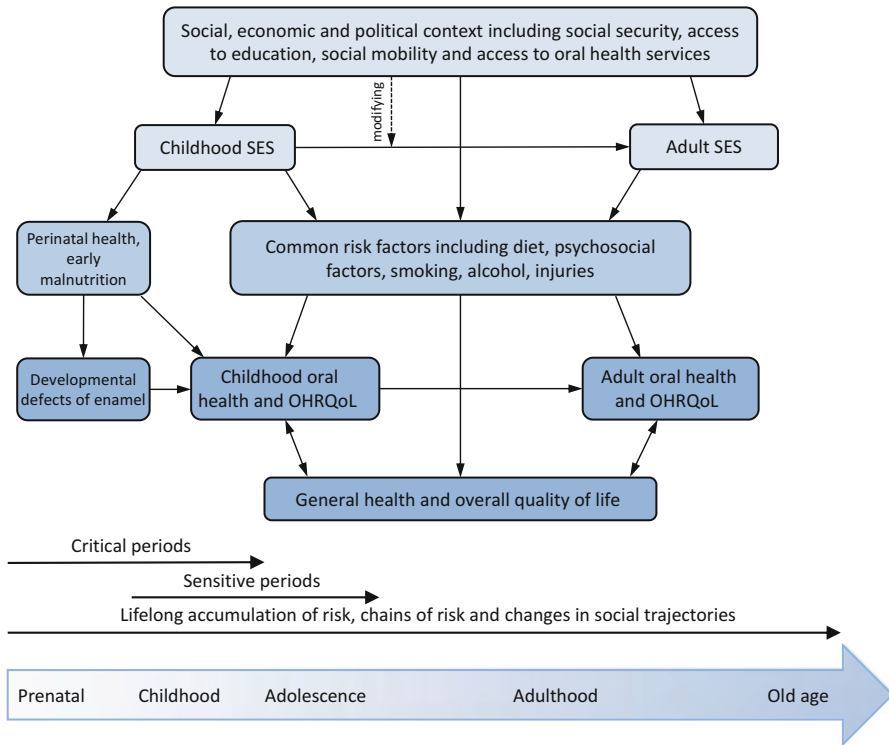 Social, economic and political context including social security, access
to education, social mobility and access to oral health services
modifying
Childhood SES
Adult SES
Perinatal health,
early
malnutrition
Common risk factors including diet, psychosocial
factors, smoking, alcohol, injuries
Developmental
defects of enamel
Childhood oral
health and OHRQoL
Adult oral health
and OHRQoL
General health and overall quality of life
Critical periods
Sensitive periods
Lifelong accumulation of risk, chains of risk and changes in social trajectories
Prenatal Childhood Adolescence Adulthood Old age